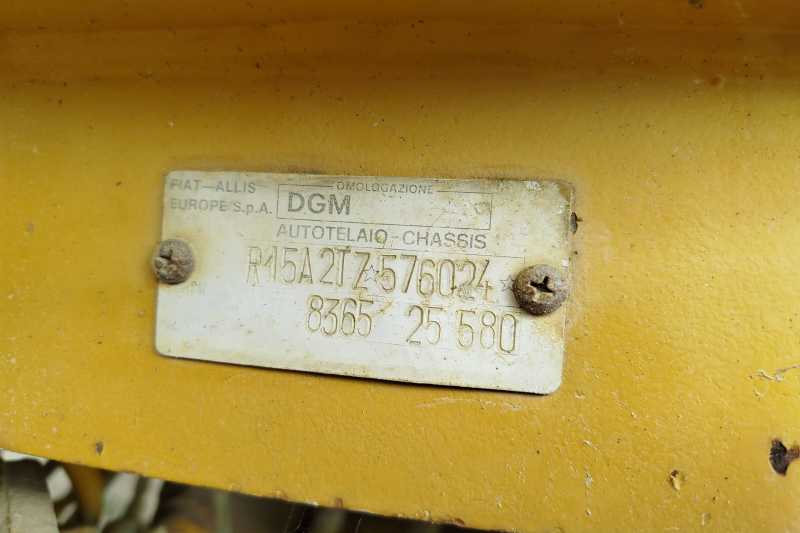 FIAT–ALLIS
EUROPE S.p.A.
OMOLOGAZIONE
DGM
AUTOTELAIO - CHASSIS
R15A2TZ☆576024☆
8365 25 580